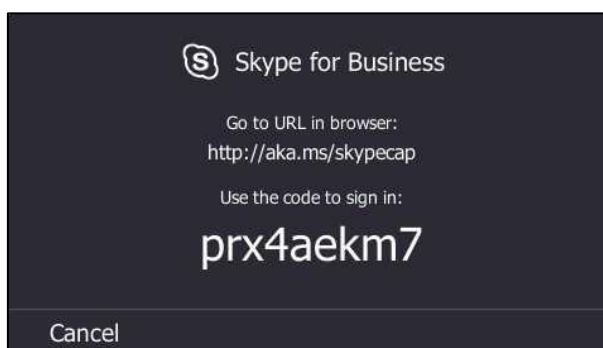 Skype for Business
Go to URL in browser:
http://aka.ms/skypecap
Use the code to sign in:
prx4aekm7
Cancel